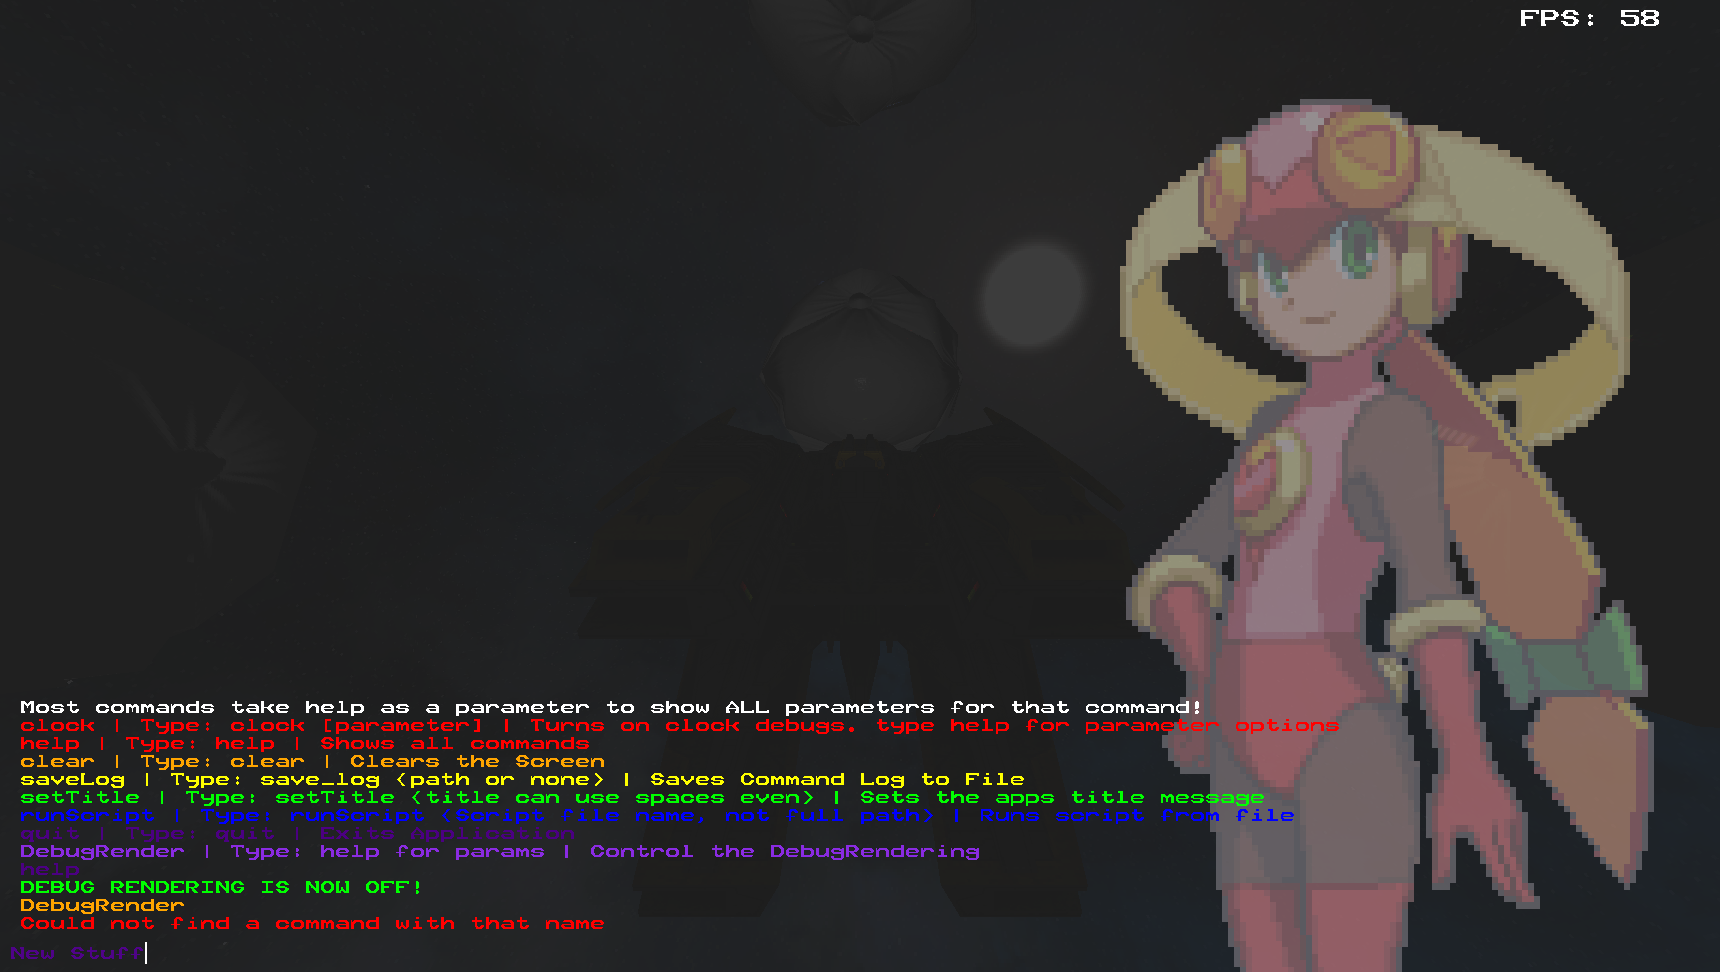 FPS: 58
Most commands take help as a parameter to show ALL parameters for that command!
clock | Type: clock [parameter] | Turns on clock debugs. type help for parameter options
help | Type: help | Shows all commands
clear | Type: clear | Clears the Screen
saveLog | Type: save_log (path or none) | Saves Command Log to File
setTitle | Type: setTitle (title can use spaces even) | Sets the apps title message
runScript | Type: runScript (Script file name, not full path) | Runs script from file
quit | Type: quit | Exits Application
DebugRender | Type: help for params | Control the DebugRendering
help
DEBUG RENDERING IS NOW OFF!
DebugRender
Could not find a command with that name
New Stuff